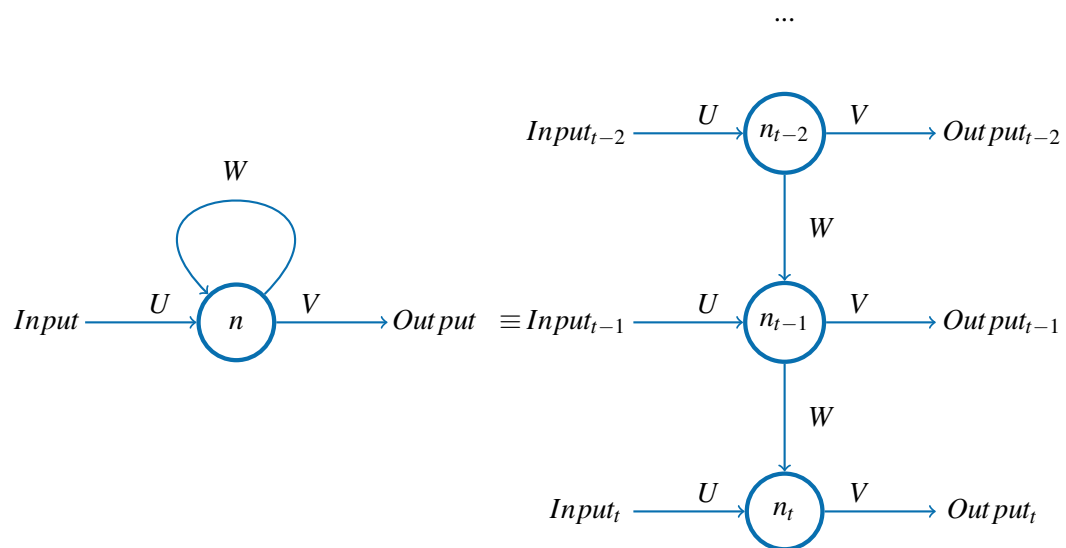 ...
U V
Input_{t−2} n_{t−2} Output_{t−2}
W
W
U V U V
Input n Output ≡ Input_{t−1} n_{t−1} Output_{t−1}
W
U V
Input_t n_t Output_t